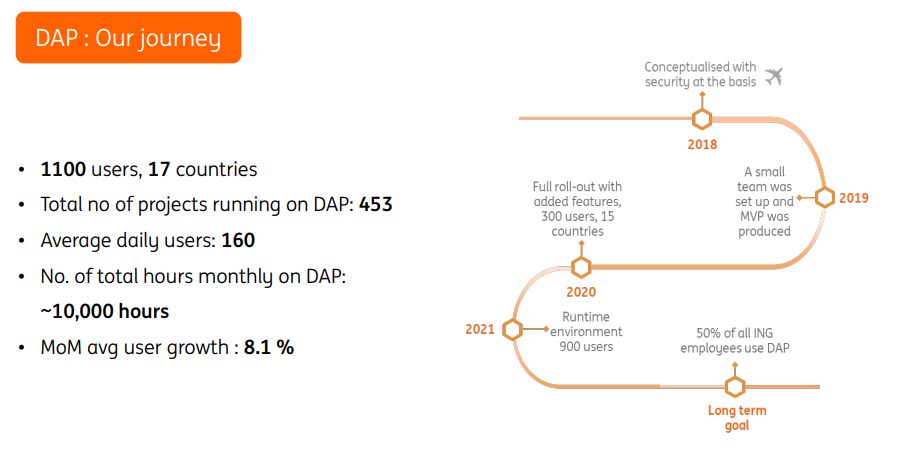 DAP : Our journey
• 1100 users, 17 countries
• Total no of projects running on DAP: 453
• Average daily users: 160
• No. of total hours monthly on DAP:
~10,000 hours
• MoM avg user growth : 8.1 %
Conceptualised with
security at the basis
2018
A small
team was
set up and
MVP was
produced
2019
Full roll-out with
added features,
300 users, 15
countries
2020
2021
Runtime
environment
900 users
50% of all ING
employees use DAP
Long term
goal